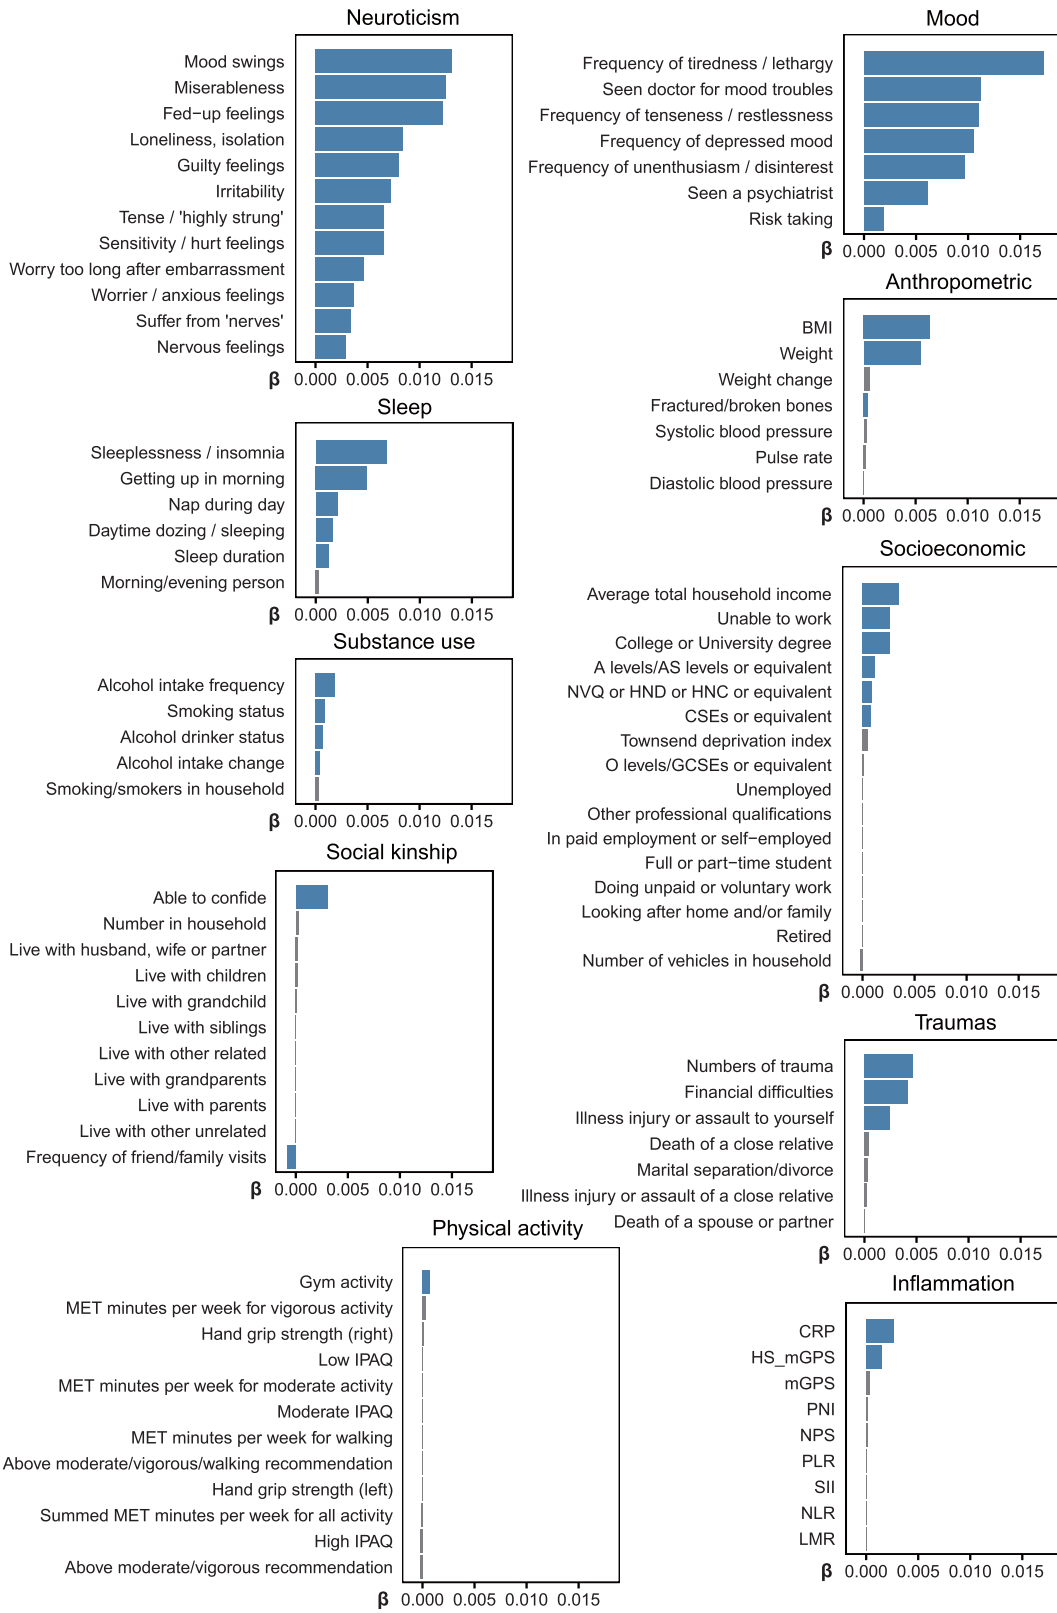 Neuroticism
Mood swings
Miserableness
Fed−up feelings
Loneliness, isolation
Guilty feelings
Irritability
Tense / 'highly strung'
Sensitivity / hurt feelings
Worry too long after embarrassment
Worrier / anxious feelings
Suffer from 'nerves'
Nervous feelings
β 0.000 0.005 0.010 0.015
Sleep
Sleeplessness / insomnia
Getting up in morning
Nap during day
Daytime dozing / sleeping
Sleep duration
Morning/evening person
β 0.000 0.005 0.010 0.015
Substance use
Alcohol intake frequency
Smoking status
Alcohol drinker status
Alcohol intake change
Smoking/smokers in household
β 0.000 0.005 0.010 0.015
Social kinship
Able to confide
Number in household
Live with husband, wife or partner
Live with children
Live with grandchild
Live with siblings
Live with other related
Live with grandparents
Live with parents
Live with other unrelated
Frequency of friend/family visits
β 0.000 0.005 0.010 0.015
Physical activity
Gym activity
MET minutes per week for vigorous activity
Hand grip strength (right)
Low IPAQ
MET minutes per week for moderate activity
Moderate IPAQ
MET minutes per week for walking
Above moderate/vigorous/walking recommendation
Hand grip strength (left)
Summed MET minutes per week for all activity
High IPAQ
Above moderate/vigorous recommendation
β 0.000 0.005 0.010 0.015
Mood
Frequency of tiredness / lethargy
Seen doctor for mood troubles
Frequency of tenseness / restlessness
Frequency of depressed mood
Frequency of unenthusiasm / disinterest
Seen a psychiatrist
Risk taking
β 0.000 0.005 0.010 0.015
Anthropometric
BMI
Weight
Weight change
Fractured/broken bones
Systolic blood pressure
Pulse rate
Diastolic blood pressure
β 0.000 0.005 0.010 0.015
Socioeconomic
Average total household income
Unable to work
College or University degree
A levels/AS levels or equivalent
NVQ or HND or HNC or equivalent
CSEs or equivalent
Townsend deprivation index
O levels/GCSEs or equivalent
Unemployed
Other professional qualifications
In paid employment or self−employed
Full or part−time student
Doing unpaid or voluntary work
Looking after home and/or family
Retired
Number of vehicles in household
β 0.000 0.005 0.010 0.015
Traumas
Numbers of trauma
Financial difficulties
Illness injury or assault to yourself
Death of a close relative
Marital separation/divorce
Illness injury or assault of a close relative
Death of a spouse or partner
β 0.000 0.005 0.010 0.015
Inflammation
CRP
HS_mGPS
mGPS
PNI
NPS
PLR
SII
NLR
LMR
β 0.000 0.005 0.010 0.015